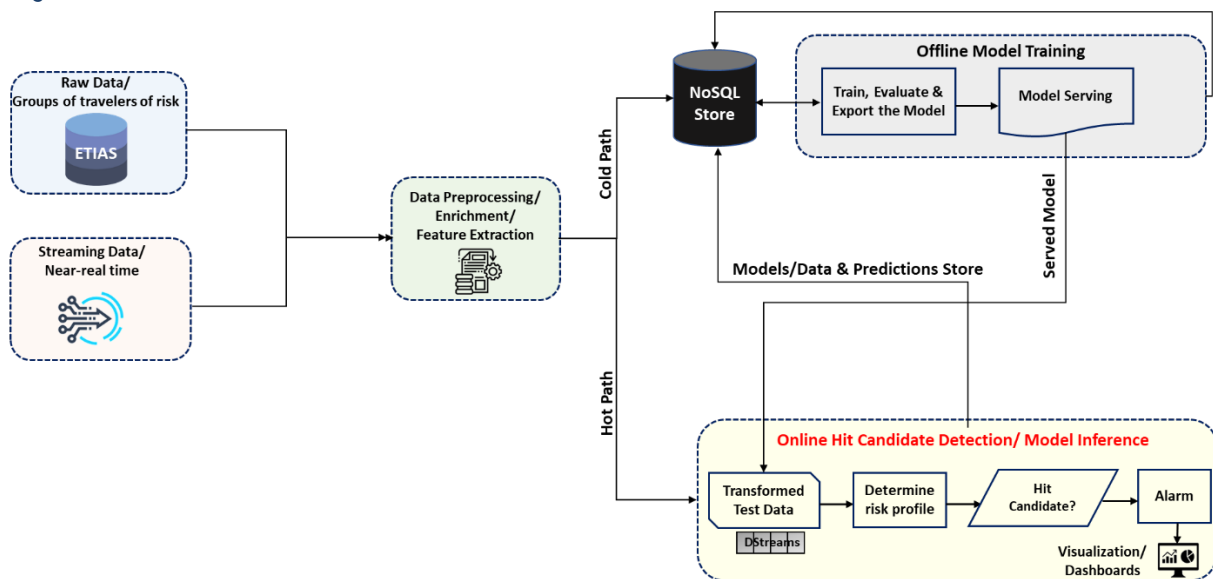 Raw Data/
Groups of travelers of risk
ETIAS
Streaming Data/
Near-real time
Data Preprocessing/
Enrichment/
Feature Extraction
Cold Path
Hot Path
NoSQL
Store
Offline Model Training
Train, Evaluate &
Export the Model
Model Serving
Served Model
Models/Data & Predictions Store
Online Hit Candidate Detection/ Model Inference
Transformed
Test Data
DStreams
Determine
risk profile
Hit
Candidate?
Alarm
Visualization/
Dashboards